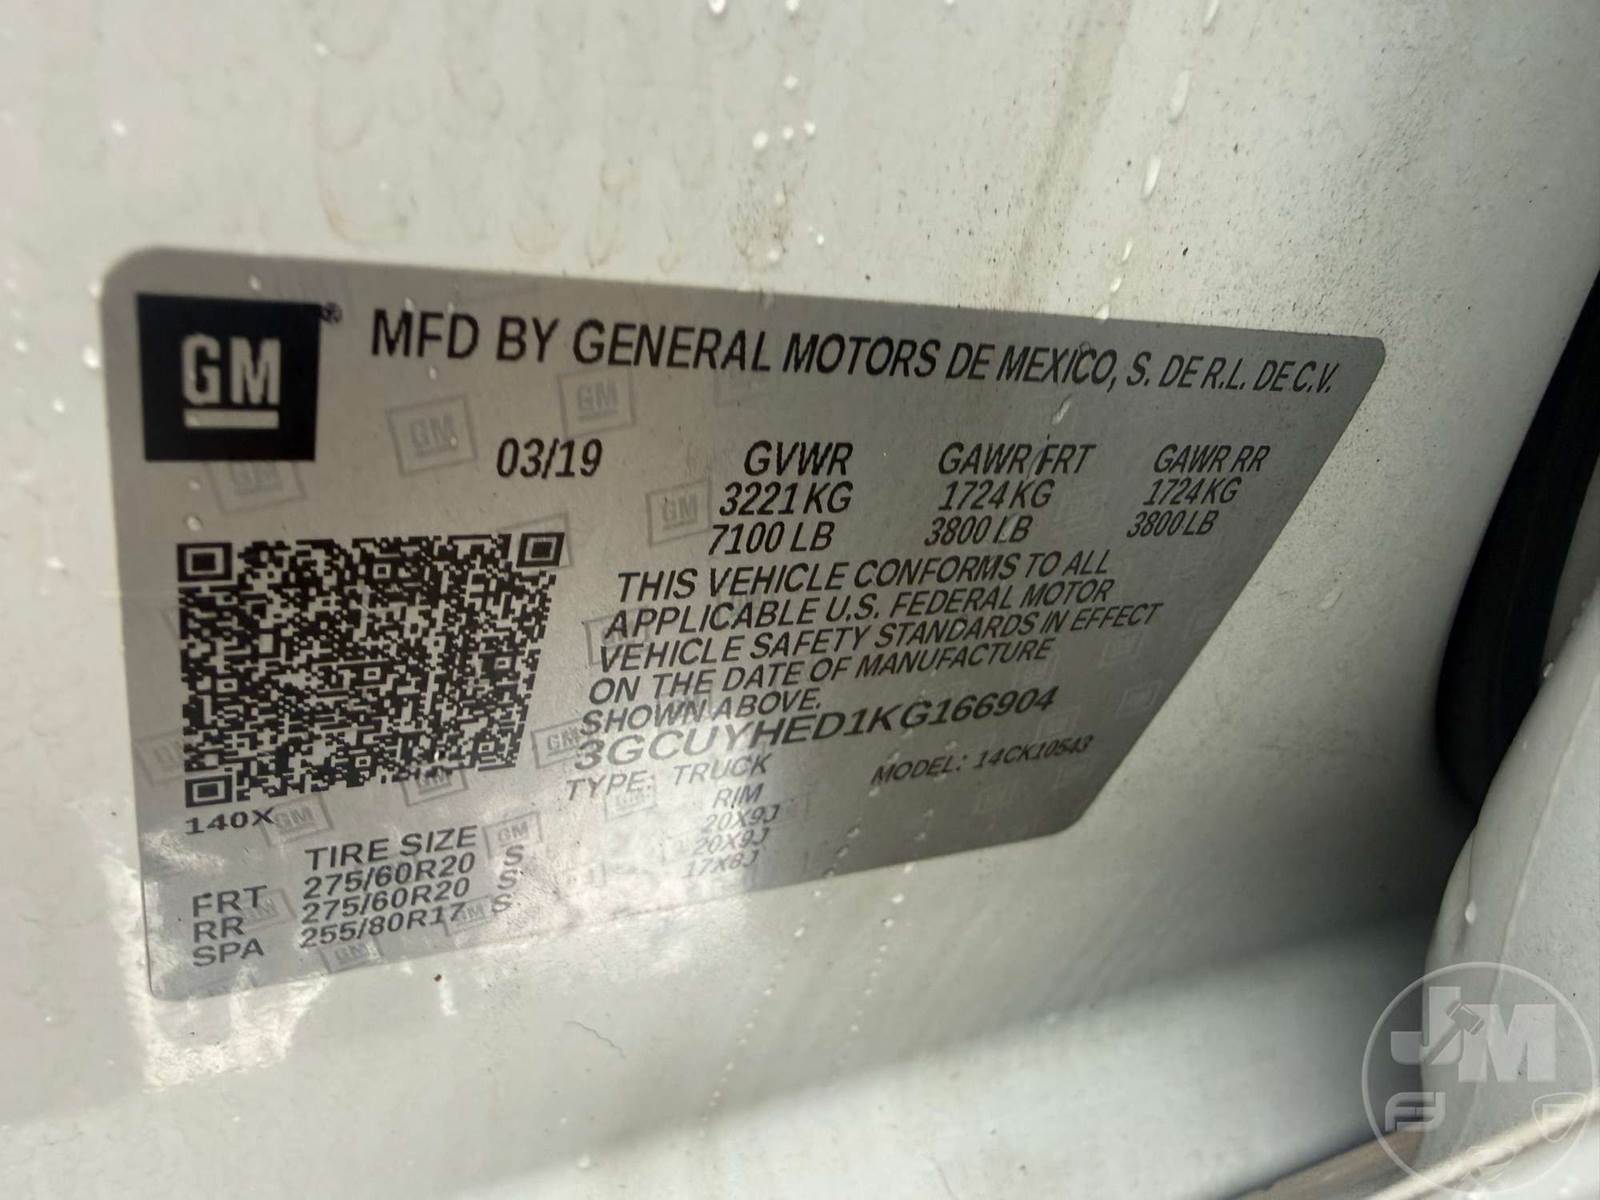 GM® MFD BY GENERAL MOTORS DE MEXICO, S. DE R.L. DE C.V.
03/19 GVWR GAWR FRT GAWR RR
3221 KG 1724 KG 1724 KG
7100 LB 3800 LB 3800 LB
THIS VEHICLE CONFORMS TO ALL
APPLICABLE U.S. FEDERAL MOTOR
VEHICLE SAFETY STANDARDS IN EFFECT
ON THE DATE OF MANUFACTURE
SHOWN ABOVE.
3GCUYHED1KG166904
TYPE: TRUCK MODEL: 14CK10543
140X
TIRE SIZE RIM
FRT 275/60R20 S 20X9J
RR 275/60R20 S 20X9J
SPA 255/80R17 S 17X8J
JM